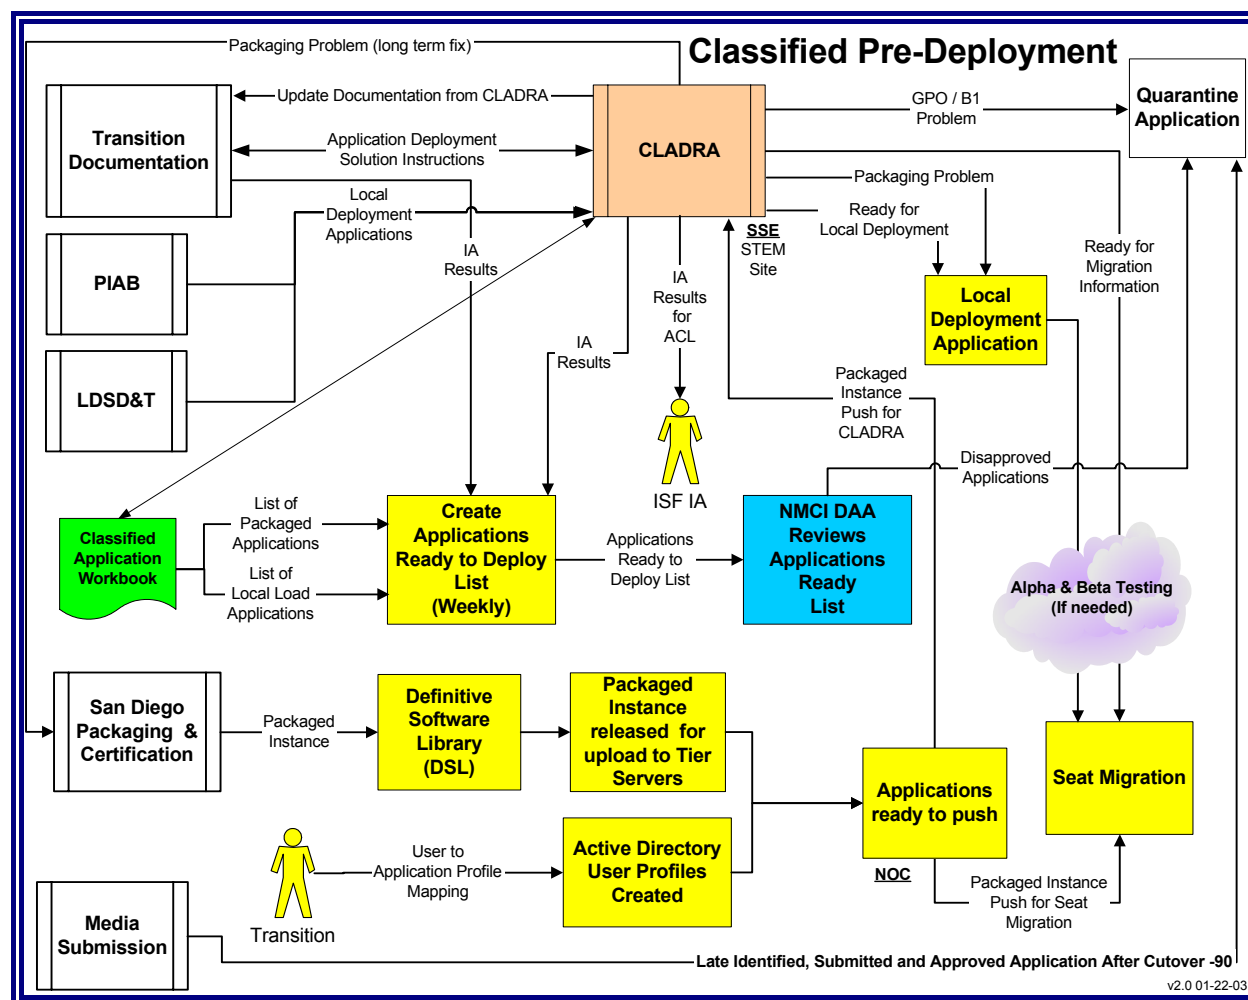 Packaging Problem (long term fix)
Classified Pre-Deployment
Transition
Documentation
Update Documentation from CLADRA
Application Deployment
Solution Instructions
CLADRA
GPO / B1
Problem
Quarantine
Application
Packaging Problem
Ready for
Local Deployment
SSE
STEM
Site
Local
Deployment
Applications
PIAB
IA
Results
IA
Results
for
ACL
Ready for
Migration
Information
Local
Deployment
Application
LDSD&T
IA
Results
Packaged
Instance
Push for
CLADRA
ISF IA
Disapproved
Applications
Classified
Application
Workbook
List of
Packaged
Applications
List of
Local Load
Applications
Create
Applications
Ready to Deploy
List
(Weekly)
Applications
Ready to
Deploy List
NMCI DAA
Reviews
Applications
Ready
List
Alpha & Beta Testing
(If needed)
San Diego
Packaging &
Certification
Packaged
Instance
Definitive
Software
Library
(DSL)
Packaged
Instance
released for
upload to Tier
Servers
Applications
ready to push
NOC
Seat Migration
Transition
User to
Application Profile
Mapping
Active Directory
User Profiles
Created
Packaged Instance
Push for Seat
Migration
Media
Submission
Late Identified, Submitted and Approved Application After Cutover -90
v2.0 01-22-03